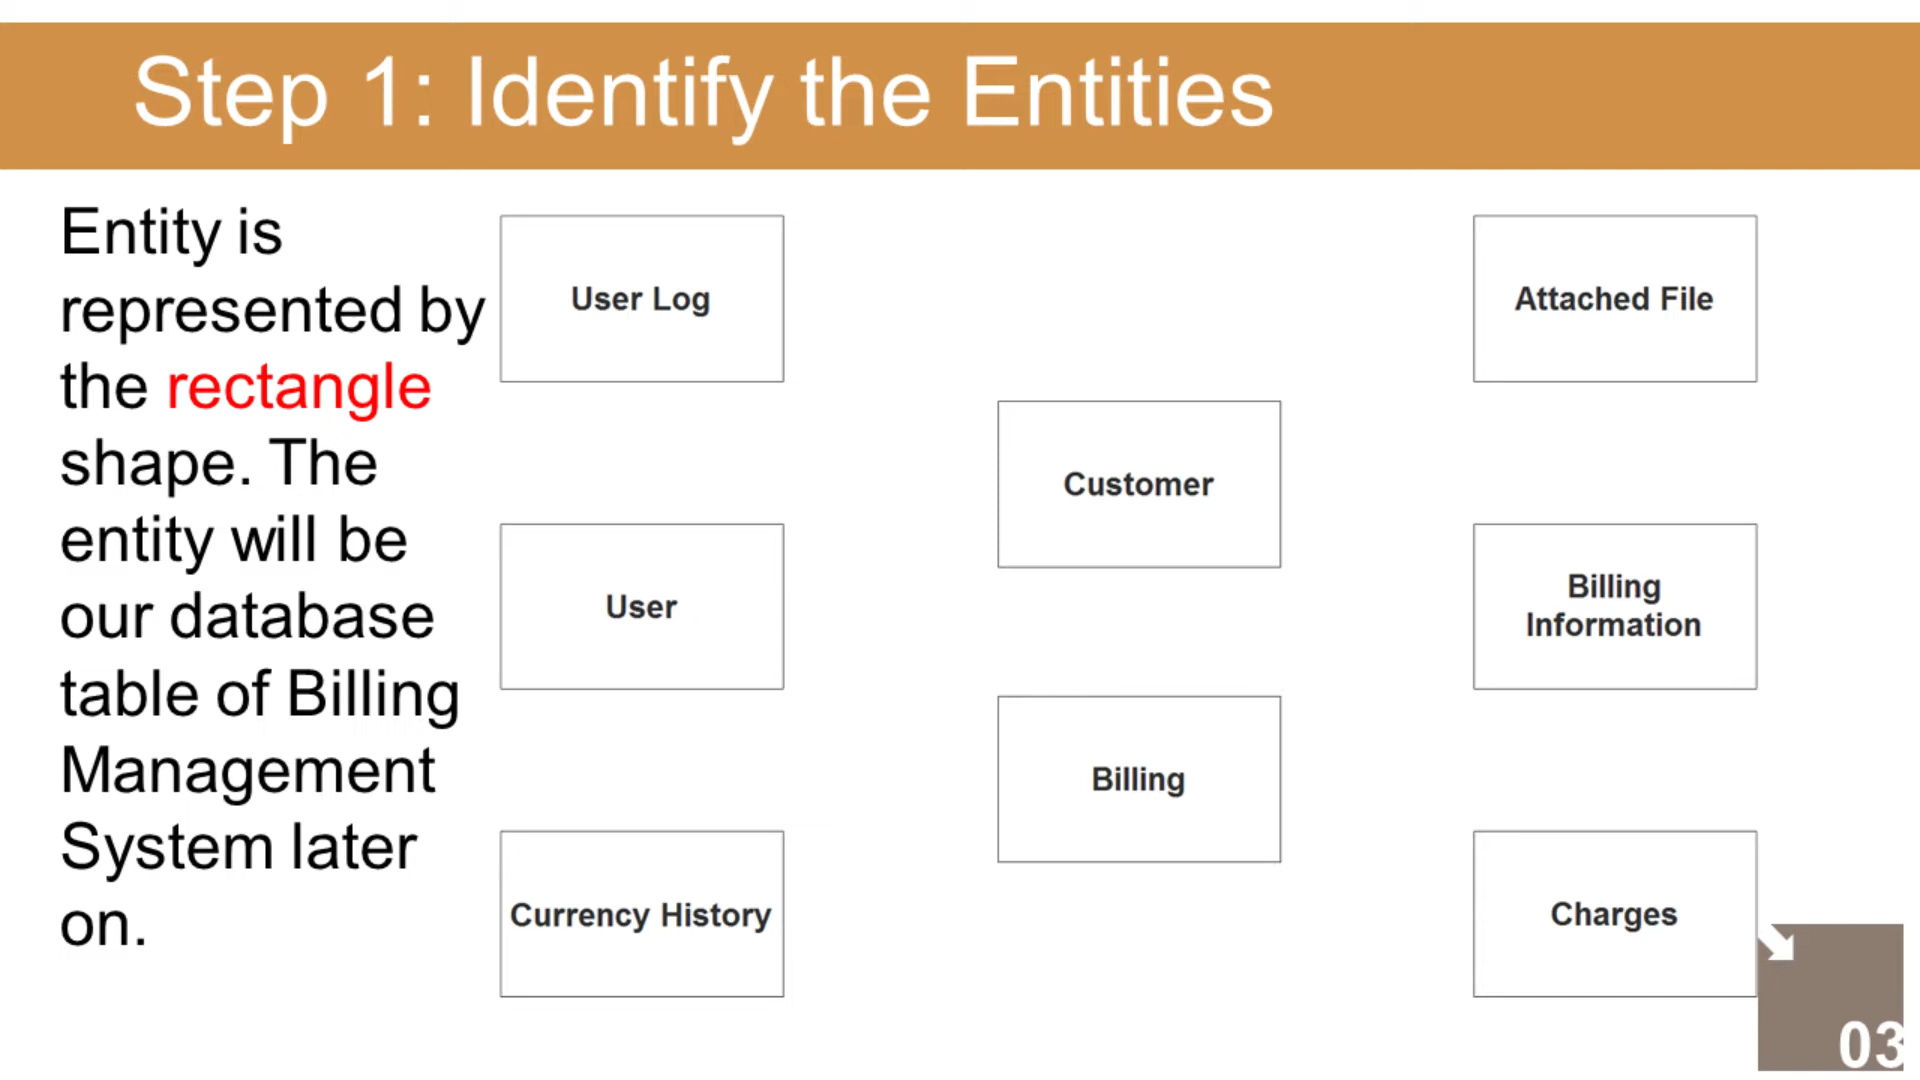 Step 1: Identify the Entities
Entity is
represented by
the rectangle
shape. The
entity will be
our database
table of Billing
Management
System later
on.
User Log
Attached File
Customer
User
Billing
Information
Billing
Currency History
Charges
03